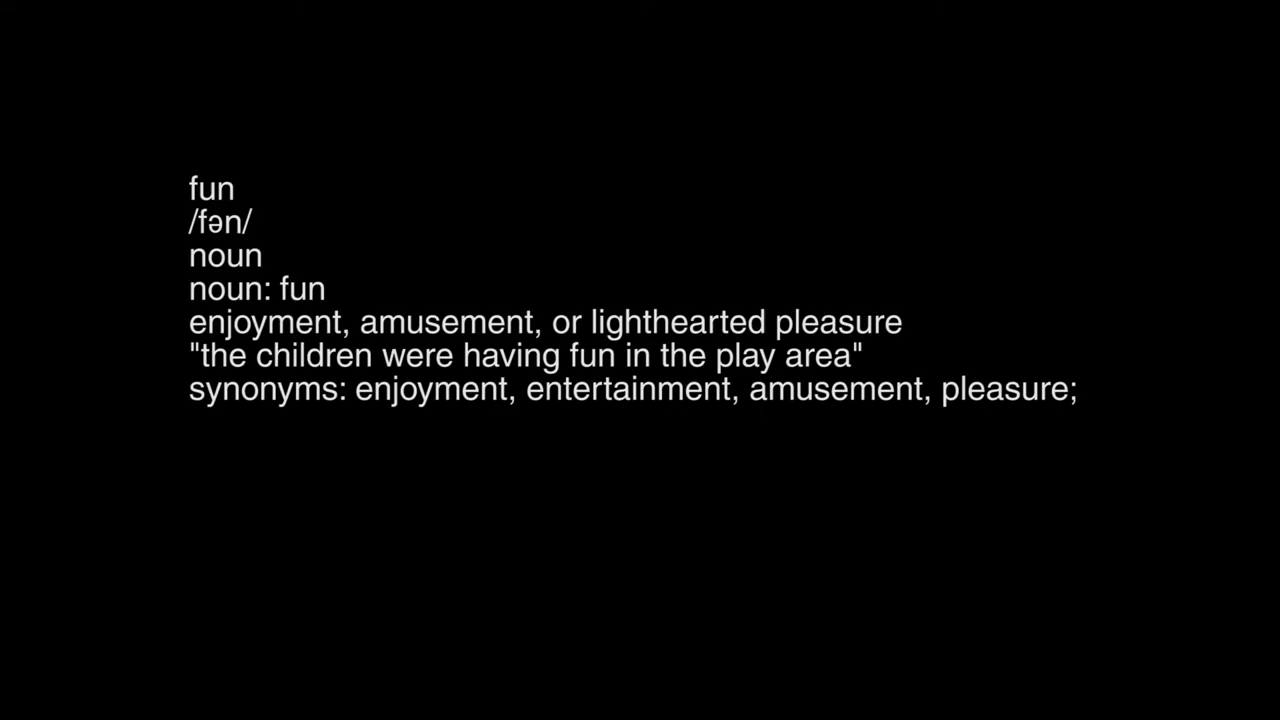 fun
/fən/
noun
noun: fun
enjoyment, amusement, or lighthearted pleasure
"the children were having fun in the play area"
synonyms: enjoyment, entertainment, amusement, pleasure;